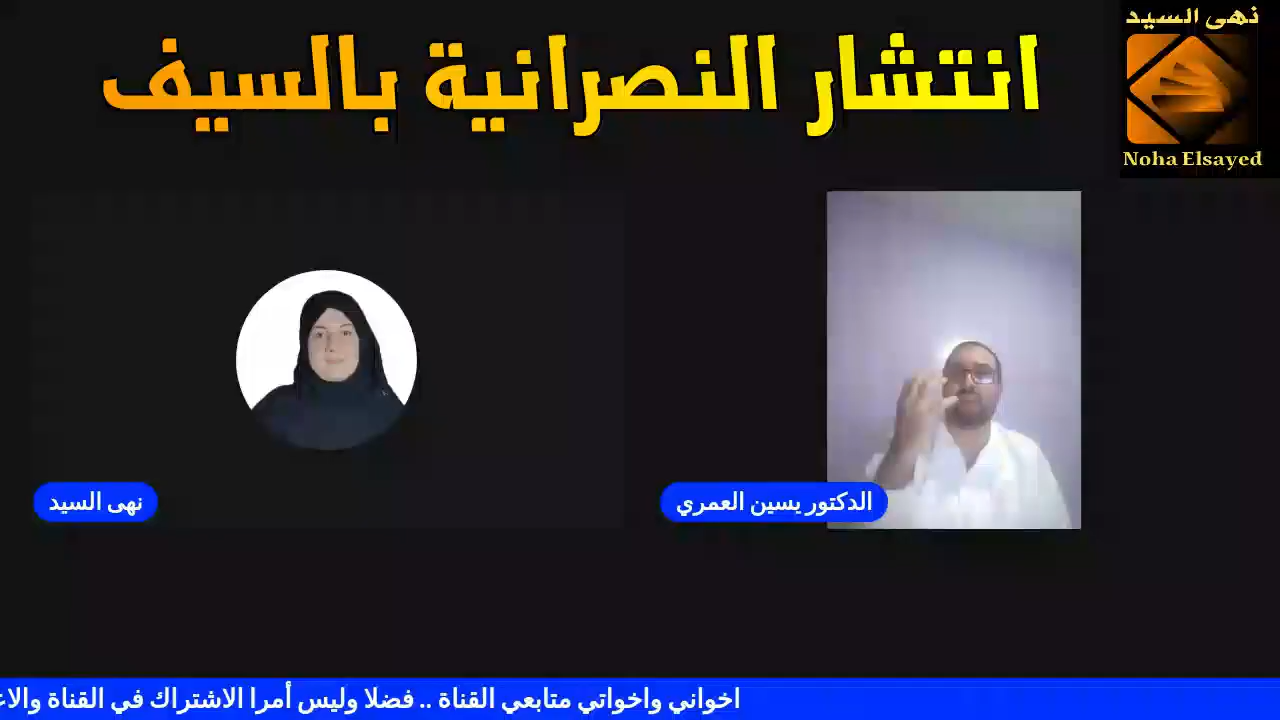 نهى السيد
انتشار النصرانية بالسيف
Noha Elsayed
نهى السيد
الدكتور يسين العمري
اخواني واخواتي متابعي القناة .. فضلا وليس أمرا الاشتراك في القناة